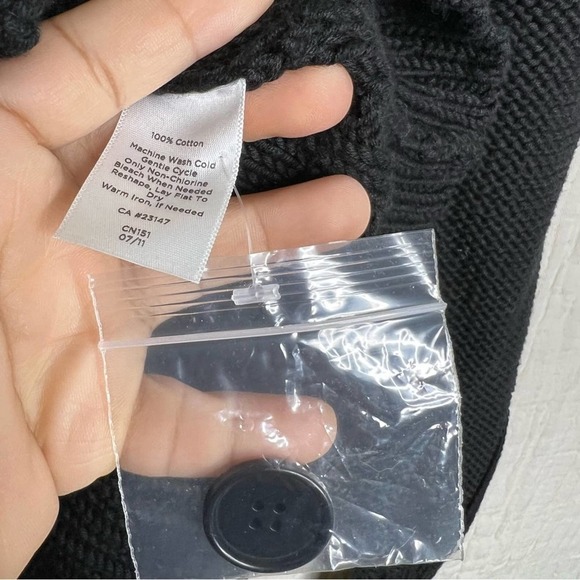 100% Cotton
Machine Wash Cold
Gentle Cycle
Only Non-Chlorine
Bleach When Needed
Reshape, Lay Flat To
Dry
Warm Iron, if Needed
CA #23147
CN151
07/11